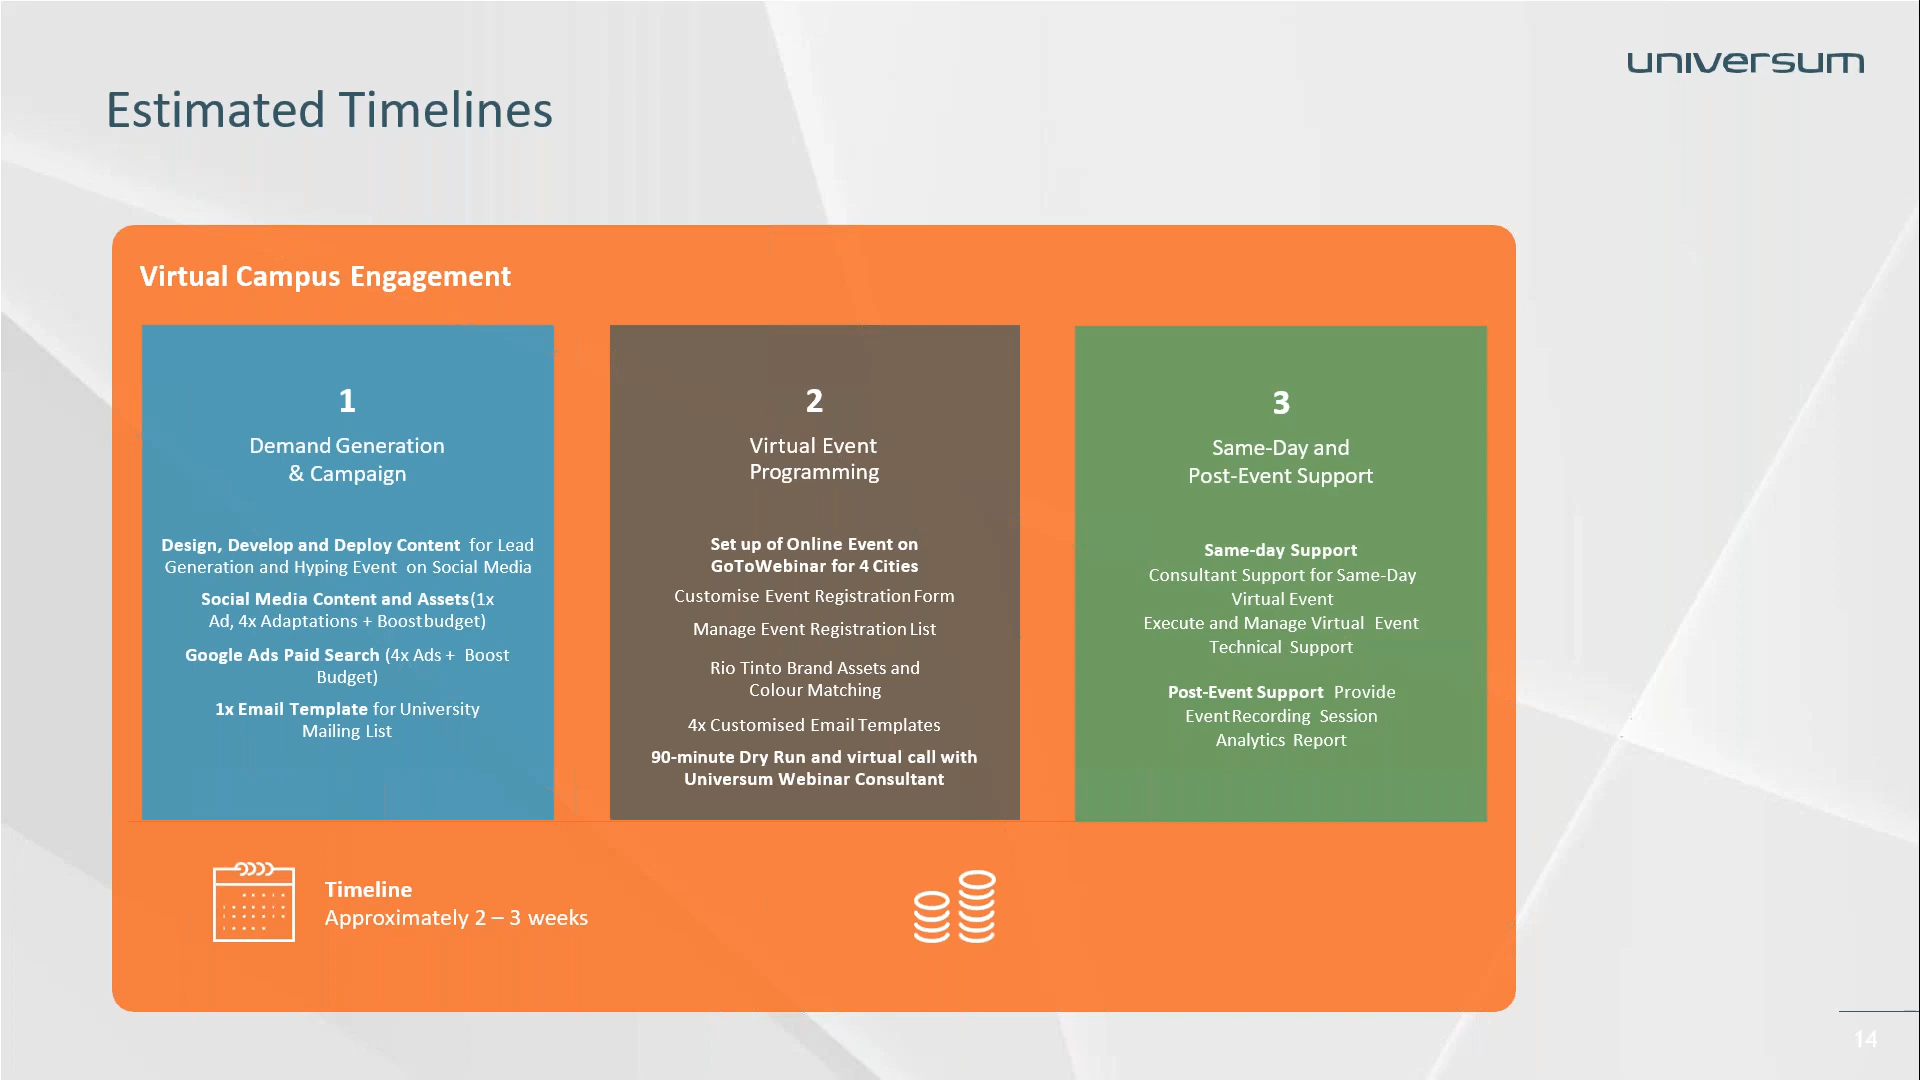 universum
Estimated Timelines
Virtual Campus Engagement
1
Demand Generation
& Campaign
Design, Develop and Deploy Content for Lead
Generation and Hyping Event on Social Media
Social Media Content and Assets(1x
Ad, 4x Adaptations + Boostbudget)
Google Ads Paid Search (4x Ads + Boost
Budget)
1x Email Template for University
Mailing List
2
Virtual Event
Programming
Set up of Online Event on
GoToWebinar for 4 Cities
Customise Event Registration Form
Manage Event Registration List
Rio Tinto Brand Assets and
Colour Matching
4x Customised Email Templates
90-minute Dry Run and virtual call with
Universum Webinar Consultant
3
Same-Day and
Post-Event Support
Same-day Support
Consultant Support for Same-Day
Virtual Event
Execute and Manage Virtual Event
Technical Support
Post-Event Support Provide
EventRecording Session
Analytics Report
Timeline
Approximately 2 – 3 weeks
14